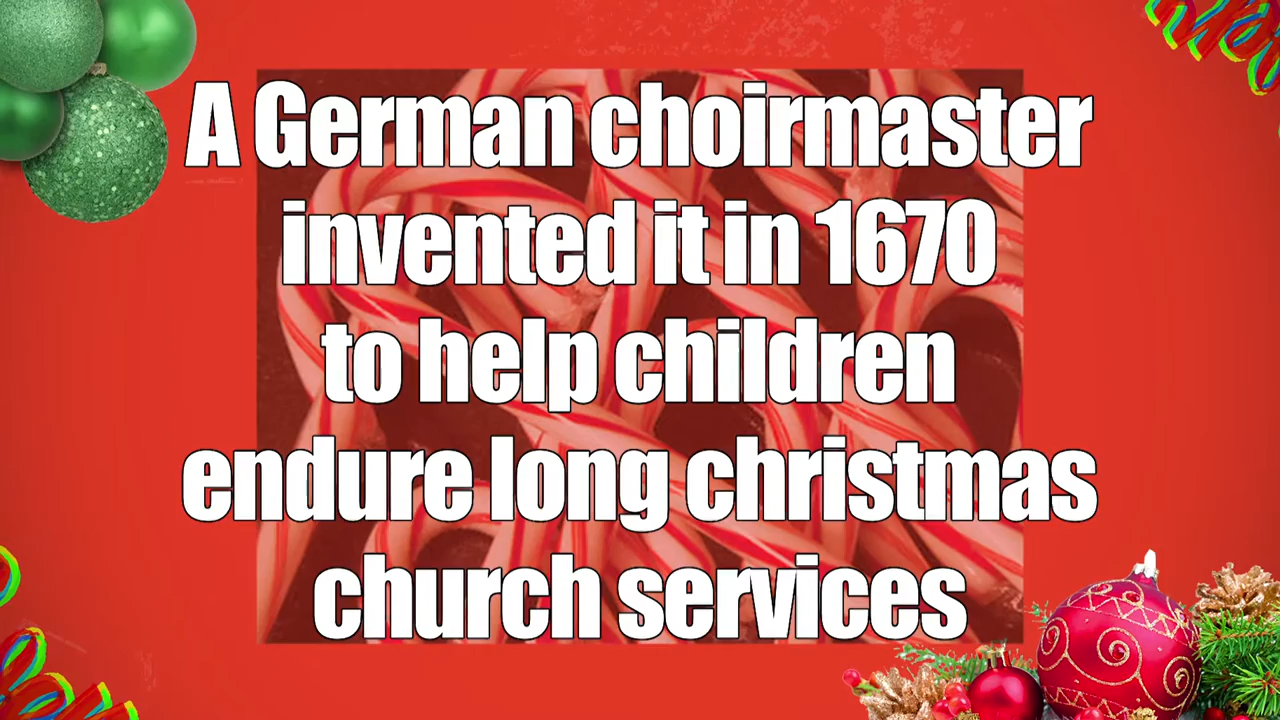 A German choirmaster
invented it in 1670
to help children
endure long christmas
church services